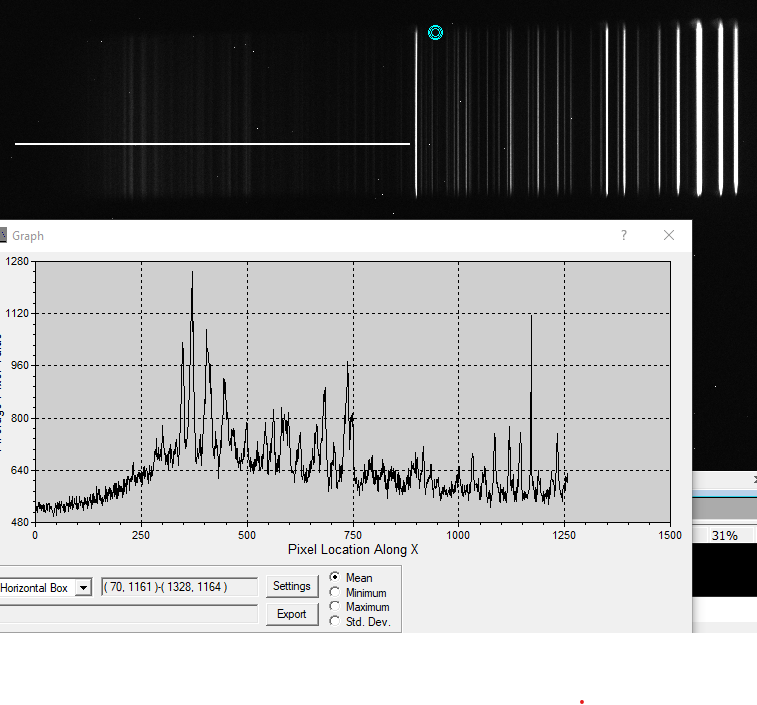 Graph ?
1280
1120
960
800
640
480
0 250 500 750 1000 1250 1500
Pixel Location Along X
31%
Horizontal Box ( 70, 1161 )-( 1328, 1164 ) Settings
Export
Mean
Minimum
Maximum
Std. Dev.